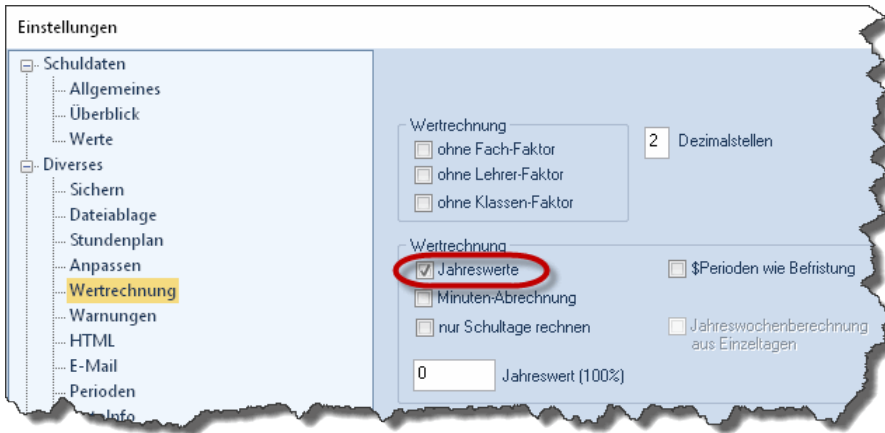 Einstellungen
Schuldaten
Allgemeines
Überblick
Werte
Diverses
Sichern
Dateiablage
Stundenplan
Anpassen
Wertrechnung
Warnungen
HTML
E-Mail
Perioden
Wertrechnung
ohne Fach-Faktor
ohne Lehrer-Faktor
ohne Klassen-Faktor
2 Dezimalstellen
Wertrechnung
Jahreswerte
Minuten-Abrechnung
nur Schultage rechnen
0 Jahreswert (100%)
$Perioden wie Befristung
Jahreswochenberechnung
aus Einzeltagen